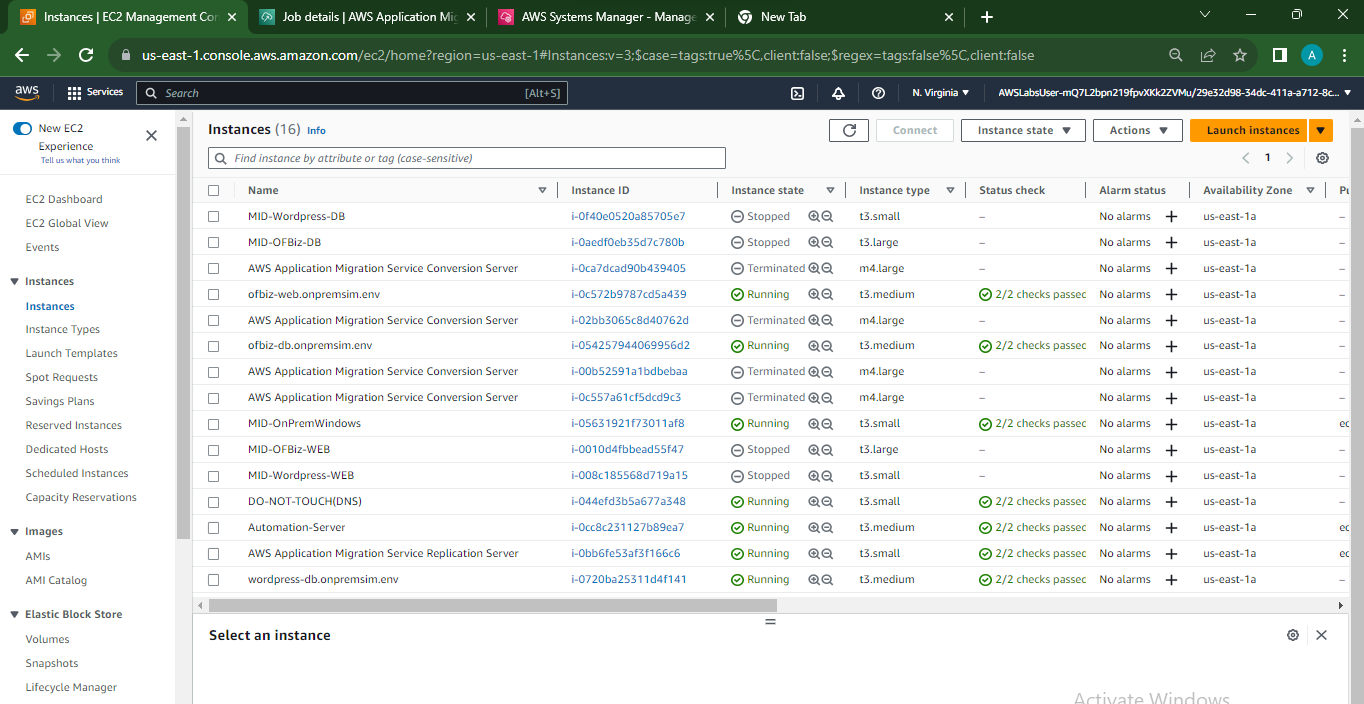 Instances | EC2 Management Con
Job details | AWS Application Mig
AWS Systems Manager - Manage
New Tab
us-east-1.console.aws.amazon.com/ec2/home?region=us-east-1#Instances:v=3;$case=tags:true%5C,client:false;$regex=tags:false%5C,client:false
A
aws Services Search [Alt+S] N. Virginia AWSLabsUser-mQ7L2bpn219fpvXKk2ZVMu/29e32d98-34dc-411a-a712-8c...
New EC2
Experience
Tell us what you think
EC2 Dashboard
EC2 Global View
Events
Instances
Instances
Instance Types
Launch Templates
Spot Requests
Savings Plans
Reserved Instances
Dedicated Hosts
Scheduled Instances
Capacity Reservations
Images
AMIs
AMI Catalog
Elastic Block Store
Volumes
Snapshots
Lifecycle Manager
Instances (16) Info
Connect Instance state Actions Launch instances
Find instance by attribute or tag (case-sensitive)
1
Name Instance ID Instance state Instance type Status check Alarm status Availability Zone Pu
MID-Wordpress-DB i-0f40e0520a85705e7 Stopped t3.small – No alarms + us-east-1a –
MID-OFBiz-DB i-0aedf0eb35d7c780b Stopped t3.large – No alarms + us-east-1a –
AWS Application Migration Service Conversion Server i-0ca7dcad90b439405 Terminated m4.large – No alarms + us-east-1a –
ofbiz-web.onpremsim.env i-0c572b9787cd5a439 Running t3.medium 2/2 checks passed No alarms + us-east-1a –
AWS Application Migration Service Conversion Server i-02bb3065c8d40762d Terminated m4.large – No alarms + us-east-1a –
ofbiz-db.onpremsim.env i-054257944069956d2 Running t3.medium 2/2 checks passed No alarms + us-east-1a –
AWS Application Migration Service Conversion Server i-00b52591a1bdbebaa Terminated m4.large – No alarms + us-east-1a –
AWS Application Migration Service Conversion Server i-0c557a61cf5dcd9c3 Terminated m4.large – No alarms + us-east-1a –
MID-OnPremWindows i-05631921f73011af8 Running t3.small 2/2 checks passed No alarms + us-east-1a ec
MID-OFBiz-WEB i-0010d4fbbead55f47 Stopped t3.large – No alarms + us-east-1a –
MID-Wordpress-WEB i-008c185568d719a15 Stopped t3.small – No alarms + us-east-1a –
DO-NOT-TOUCH(DNS) i-044efd3b5a677a348 Running t3.small 2/2 checks passed No alarms + us-east-1a –
Automation-Server i-0cc8c231127b89ea7 Running t3.medium 2/2 checks passed No alarms + us-east-1a ec
AWS Application Migration Service Replication Server i-0bb6fe53af3f166c6 Running t3.small 2/2 checks passed No alarms + us-east-1a ec
wordpress-db.onpremsim.env i-0720ba25311d4f141 Running t3.medium 2/2 checks passed No alarms + us-east-1a –
Select an instance
Activate Windows